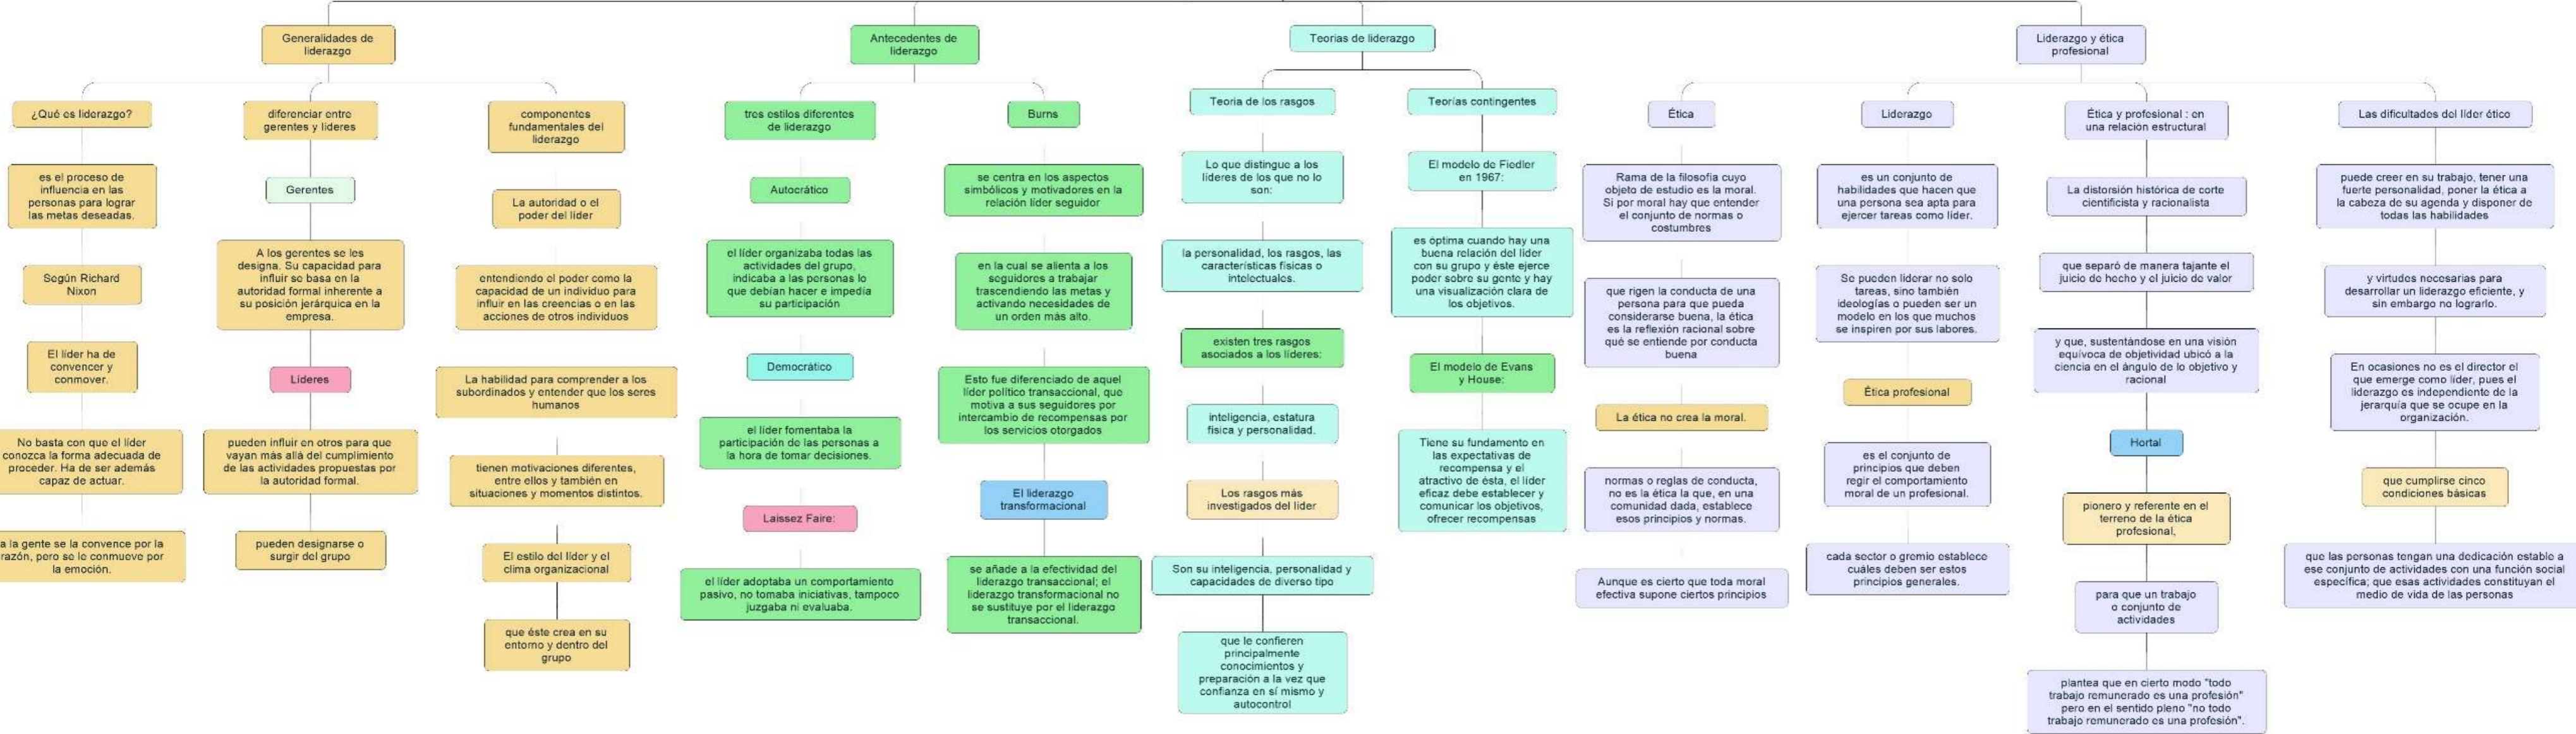 Generalidades de
liderazgo
¿Qué es liderazgo?
es el proceso de
influencia en las
personas para lograr
las metas deseadas.
Según Richard
Nixon
El líder ha de
convencer y
conmover.
No basta con que el líder
conozca la forma adecuada de
proceder. Ha de ser además
capaz de actuar.
a la gente se la convence por la
razón, pero se le conmueve por
la emoción.
diferenciar entre
gerentes y líderes
Gerentes
A los gerentes se les
designa. Su capacidad para
influir se basa en la
autoridad formal inherente a
su posición jerárquica en la
empresa.
Líderes
pueden influir en otros para que
vayan más allá del cumplimiento
de las actividades propuestas por
la autoridad formal.
pueden designarse o
surgir del grupo
componentes
fundamentales del
liderazgo
La autoridad o el
poder del líder
entendiendo el poder como la
capacidad de un individuo para
influir en las creencias o en las
acciones de otros individuos
La habilidad para comprender a los
subordinados y entender que los seres
humanos
tienen motivaciones diferentes,
entre ellos y también en
situaciones y momentos distintos.
El estilo del líder y el
clima organizacional
que éste crea en su
entorno y dentro del
grupo
Antecedentes de
liderazgo
tres estilos diferentes
de liderazgo
Autocrático
el líder organizaba todas las
actividades del grupo,
indicaba a las personas lo
que debían hacer e impedía
su participación
Democrático
el líder fomentaba la
participación de las personas a
la hora de tomar decisiones.
Laissez Faire:
el líder adoptaba un comportamiento
pasivo, no tomaba iniciativas, tampoco
juzgaba ni evaluaba.
Burns
se centra en los aspectos
simbólicos y motivadores en la
relación líder seguidor
en la cual se alienta a los
seguidores a trabajar
trascendiendo las metas y
activando necesidades de
un orden más alto.
Esto fue diferenciado de aquel
líder político transaccional, que
motiva a sus seguidores por
intercambio de recompensas por
los servicios otorgados
El liderazgo
transformacional
se añade a la efectividad del
liderazgo transaccional; el
liderazgo transformacional no
se sustituye por el liderazgo
transaccional.
Teorias de liderazgo
Teoria de los rasgos
Lo que distingue a los
líderes de los que no lo
son:
la personalidad, los rasgos, las
características físicas o
intelectuales.
existen tres rasgos
asociados a los líderes:
inteligencia, estatura
física y personalidad.
Los rasgos más
investigados del líder
Son su inteligencia, personalidad y
capacidades de diverso tipo
que le confieren
principalmente
conocimientos y
preparación a la vez que
confianza en sí mismo y
autocontrol
Teorías contingentes
El modelo de Fiedler
en 1967:
es óptima cuando hay una
buena relación del líder
con su grupo y éste ejerce
poder sobre su gente y hay
una visualización clara de
los objetivos.
El modelo de Evans
y House:
Tiene su fundamento en
las expectativas de
recompensa y el
atractivo de ésta, el líder
eficaz debe establecer y
comunicar los objetivos,
ofrecer recompensas
Liderazgo y ética
profesional
Ética
Rama de la filosofia cuyo
objeto de estudio es la moral.
Si por moral hay que entender
el conjunto de normas o
costumbres
que rigen la conducta de una
persona para que pueda
considerarse buena, la ética
es la reflexión racional sobre
qué se entiende por conducta
buena
La ética no crea la moral.
normas o reglas de conducta,
no es la ética la que, en una
comunidad dada, establece
esos principios y normas.
Aunque es cierto que toda moral
efectiva supone ciertos principios
Liderazgo
es un conjunto de
habilidades que hacen que
una persona sea apta para
ejercer tareas como líder.
Se pueden liderar no solo
tareas, sino también
ideologías o pueden ser un
modelo en los que muchos
se inspiren por sus labores.
Ética profesional
es el conjunto de
principios que deben
regir el comportamiento
moral de un profesional.
cada sector o gremio establece
cuáles deben ser estos
principios generales.
Ética y profesional : en
una relación estructural
La distorsión histórica de corte
cientificista y racionalista
que separó de manera tajante el
juicio de hecho y el juicio de valor
y que, sustentándose en una visión
equívoca de objetividad ubicó a la
ciencia en el ángulo de lo objetivo y
racional
Hortal
pionero y referente en el
terreno de la ética
profesional,
para que un trabajo
o conjunto de
actividades
plantea que en cierto modo "todo
trabajo remunerado es una profesión"
pero en el sentido pleno "no todo
trabajo remunerado es una profesión".
Las dificultades del líder ético
puede creer en su trabajo, tener una
fuerte personalidad, poner la ética a
la cabeza de su agenda y disponer de
todas las habilidades
y virtudes necesarias para
desarrollar un liderazgo eficiente, y
sin embargo no lograrlo.
En ocasiones no es el director el
que emerge como líder, pues el
liderazgo es independiente de la
jerarquía que se ocupe en la
organización.
que cumplirse cinco
condiciones básicas
que las personas tengan una dedicación estable a
ese conjunto de actividades con una función social
específica; que esas actividades constituyan el
medio de vida de las personas